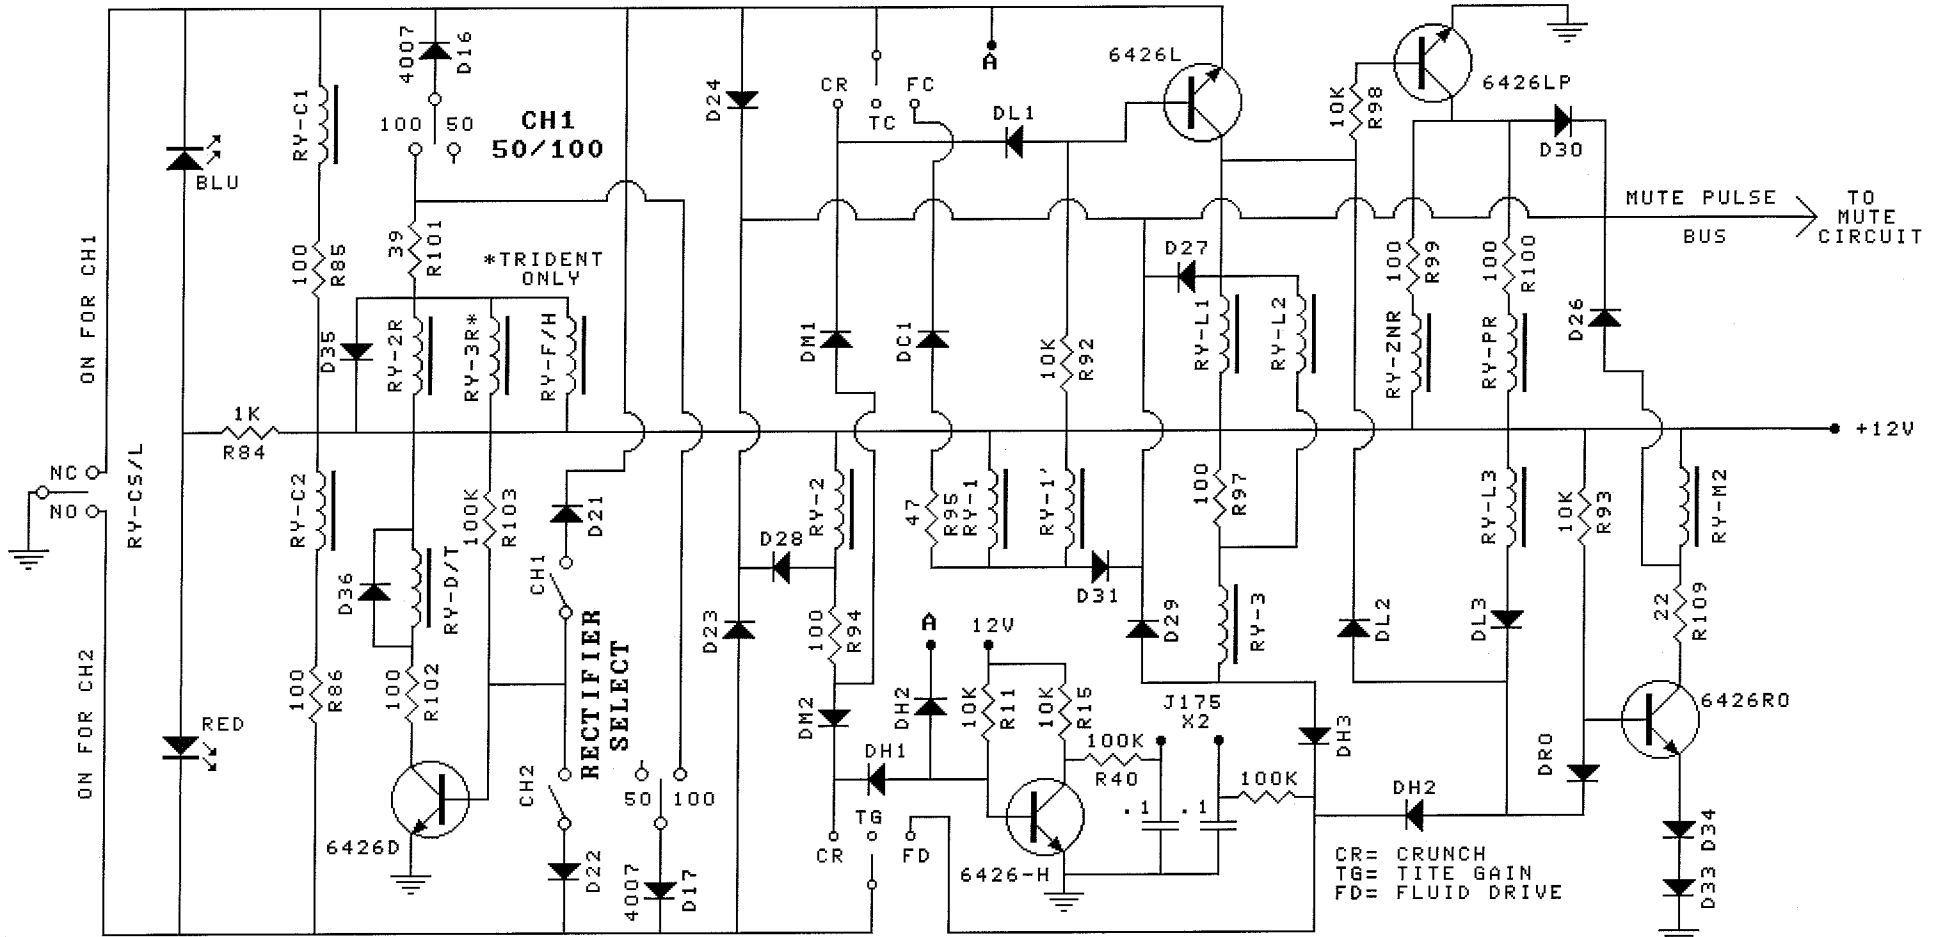 ON FOR CH1
ON FOR CH2
NC
NO
RY-CS/L
BLU
RED
1K
R84
RY-C1
100
R85
RY-C2
100
R86
4007
D16
100 50
CH1
50/100
39
R101
*TRIDENT
ONLY
D35
RY-2R
RY-3R*
RY-F/H
D36
RY-D/T
100K
R103
100
R102
6426D
D21
CH1
RECTIFIER
SELECT
CH2
D22
50 100
4007
D17
D24
D23
CR
TC
FC
A
DL1
6426L
DM1
DC1
10K
R92
D28
RY-2
100
R94
DM2
47
R95
RY-1
RY-1'
D31
A
12V
DH2
DH1
10K
R11
10K
R15
CR
TG
FD
6426-H
100K
R40
J175
X2
100K
.1
.1
D27
RY-L1
RY-L2
100
R97
D29
RY-3
DH3
10K
R98
6426LP
D30
MUTE PULSE
BUS
TO
MUTE
CIRCUIT
100
R99
100
R100
RY-ZNR
RY-PR
D26
+12V
DL2
DL3
RY-L3
10K
R93
RY-M2
22
R109
6426RO
DRO
DH2
D34
D33
CR= CRUNCH
TG= TITE GAIN
FD= FLUID DRIVE